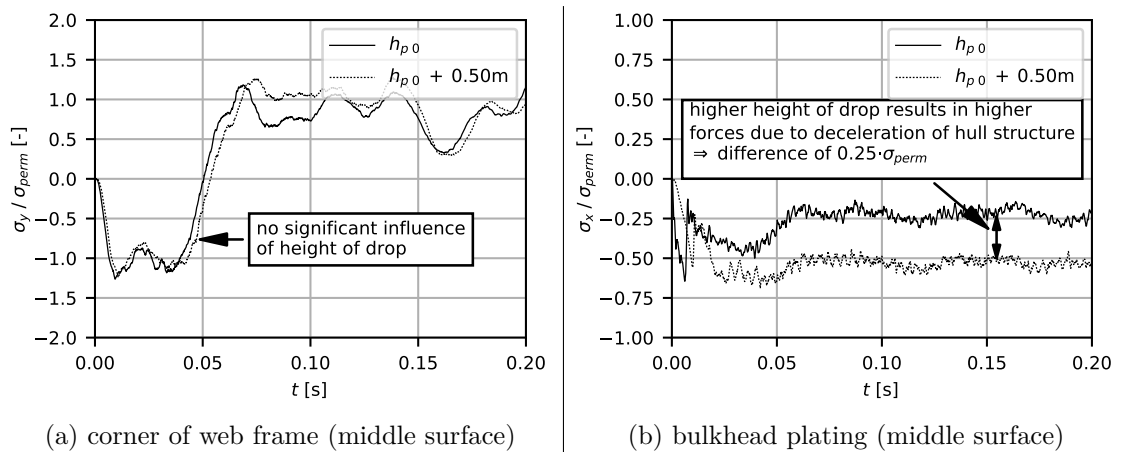 2.0
1.5
1.0
0.5
0.0
−0.5
−1.0
−1.5
−2.0
σy / σperm [-]
hp 0
hp 0 + 0.50m
no significant influence
of height of drop
0.00 0.05 0.10 0.15 0.20
t [s]
(a) corner of web frame (middle surface)
1.00
0.75
0.50
0.25
0.00
−0.25
−0.50
−0.75
−1.00
σx / σperm [-]
hp 0
hp 0 + 0.50m
higher height of drop results in higher
forces due to deceleration of hull structure
⇒ difference of 0.25·σperm
0.00 0.05 0.10 0.15 0.20
t [s]
(b) bulkhead plating (middle surface)